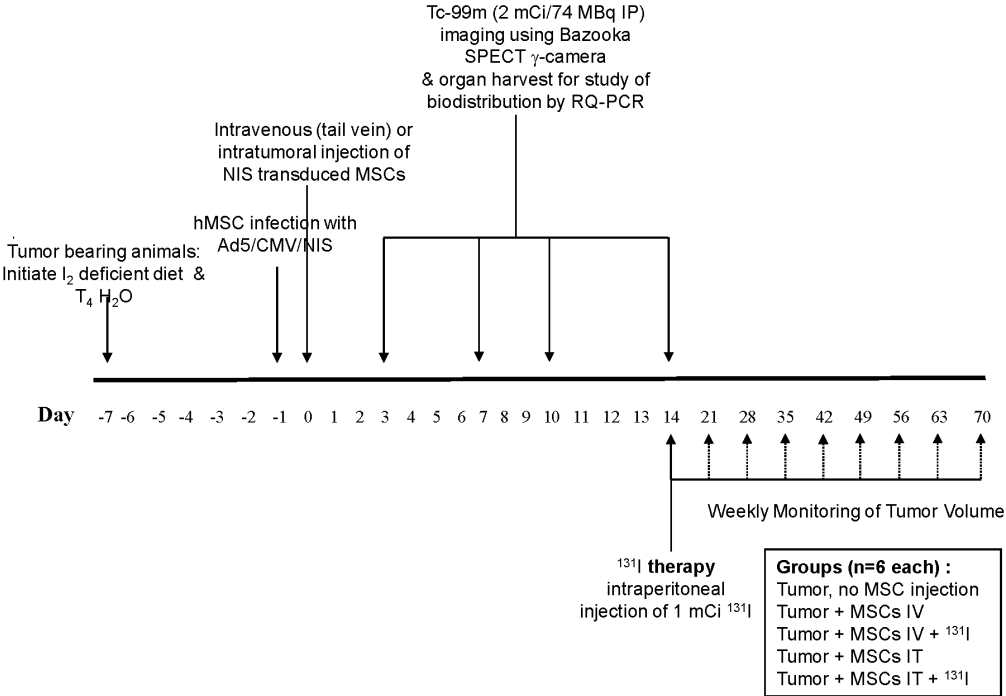 Tc-99m (2 mCi/74 MBq IP)
imaging using Bazooka
SPECT γ-camera
& organ harvest for study of
biodistribution by RQ-PCR
Intravenous (tail vein) or
intratumoral injection of
NIS transduced MSCs
hMSC infection with
Ad5/CMV/NIS
Tumor bearing animals:
Initiate I₂ deficient diet &
T₄ H₂O
Day -7 -6 -5 -4 -3 -2 -1 0 1 2 3 4 5 6 7 8 9 10 11 12 13 14 21 28 35 42 49 56 63 70
Weekly Monitoring of Tumor Volume
¹³¹I therapy
intraperitoneal
injection of 1 mCi ¹³¹I
Groups (n=6 each) :
Tumor, no MSC injection
Tumor + MSCs IV
Tumor + MSCs IV + ¹³¹I
Tumor + MSCs IT
Tumor + MSCs IT + ¹³¹I